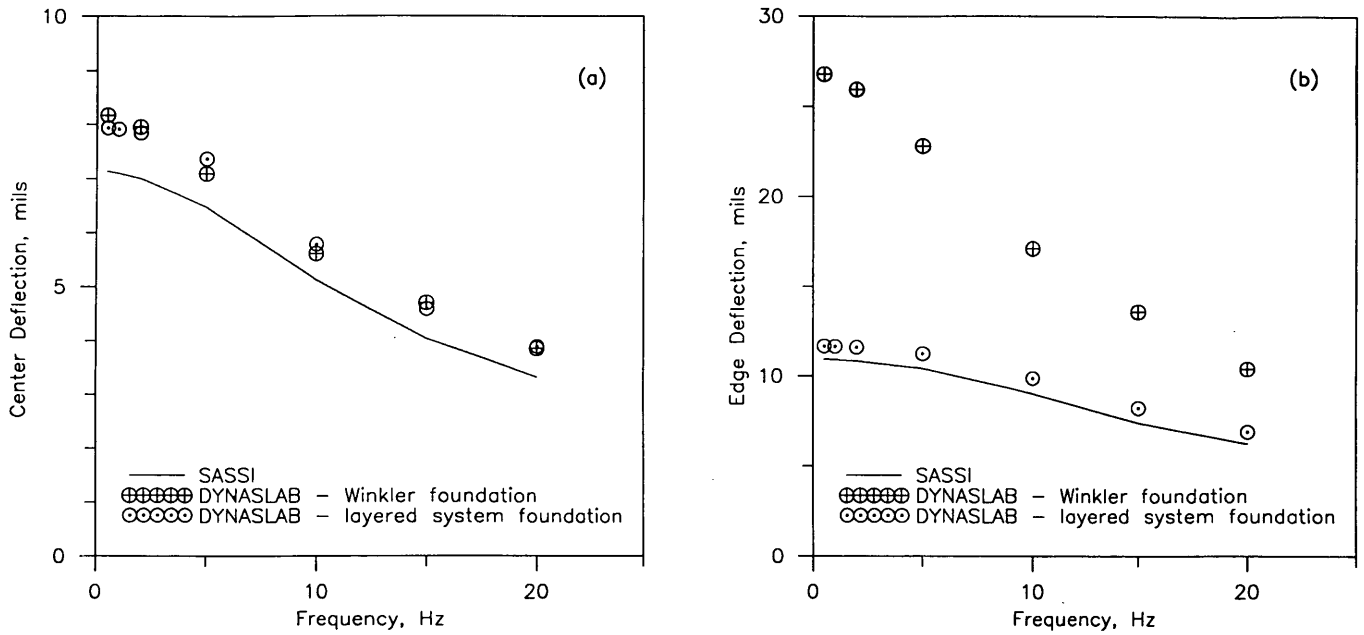 10
(a)
5
0
Center Deflection, mils
SASSI
DYNASLAB – Winkler foundation
DYNASLAB – layered system foundation
0 10 20
Frequency, Hz
30
(b)
20
10
0
Edge Deflection, mils
SASSI
DYNASLAB – Winkler foundation
DYNASLAB – layered system foundation
0 10 20
Frequency, Hz